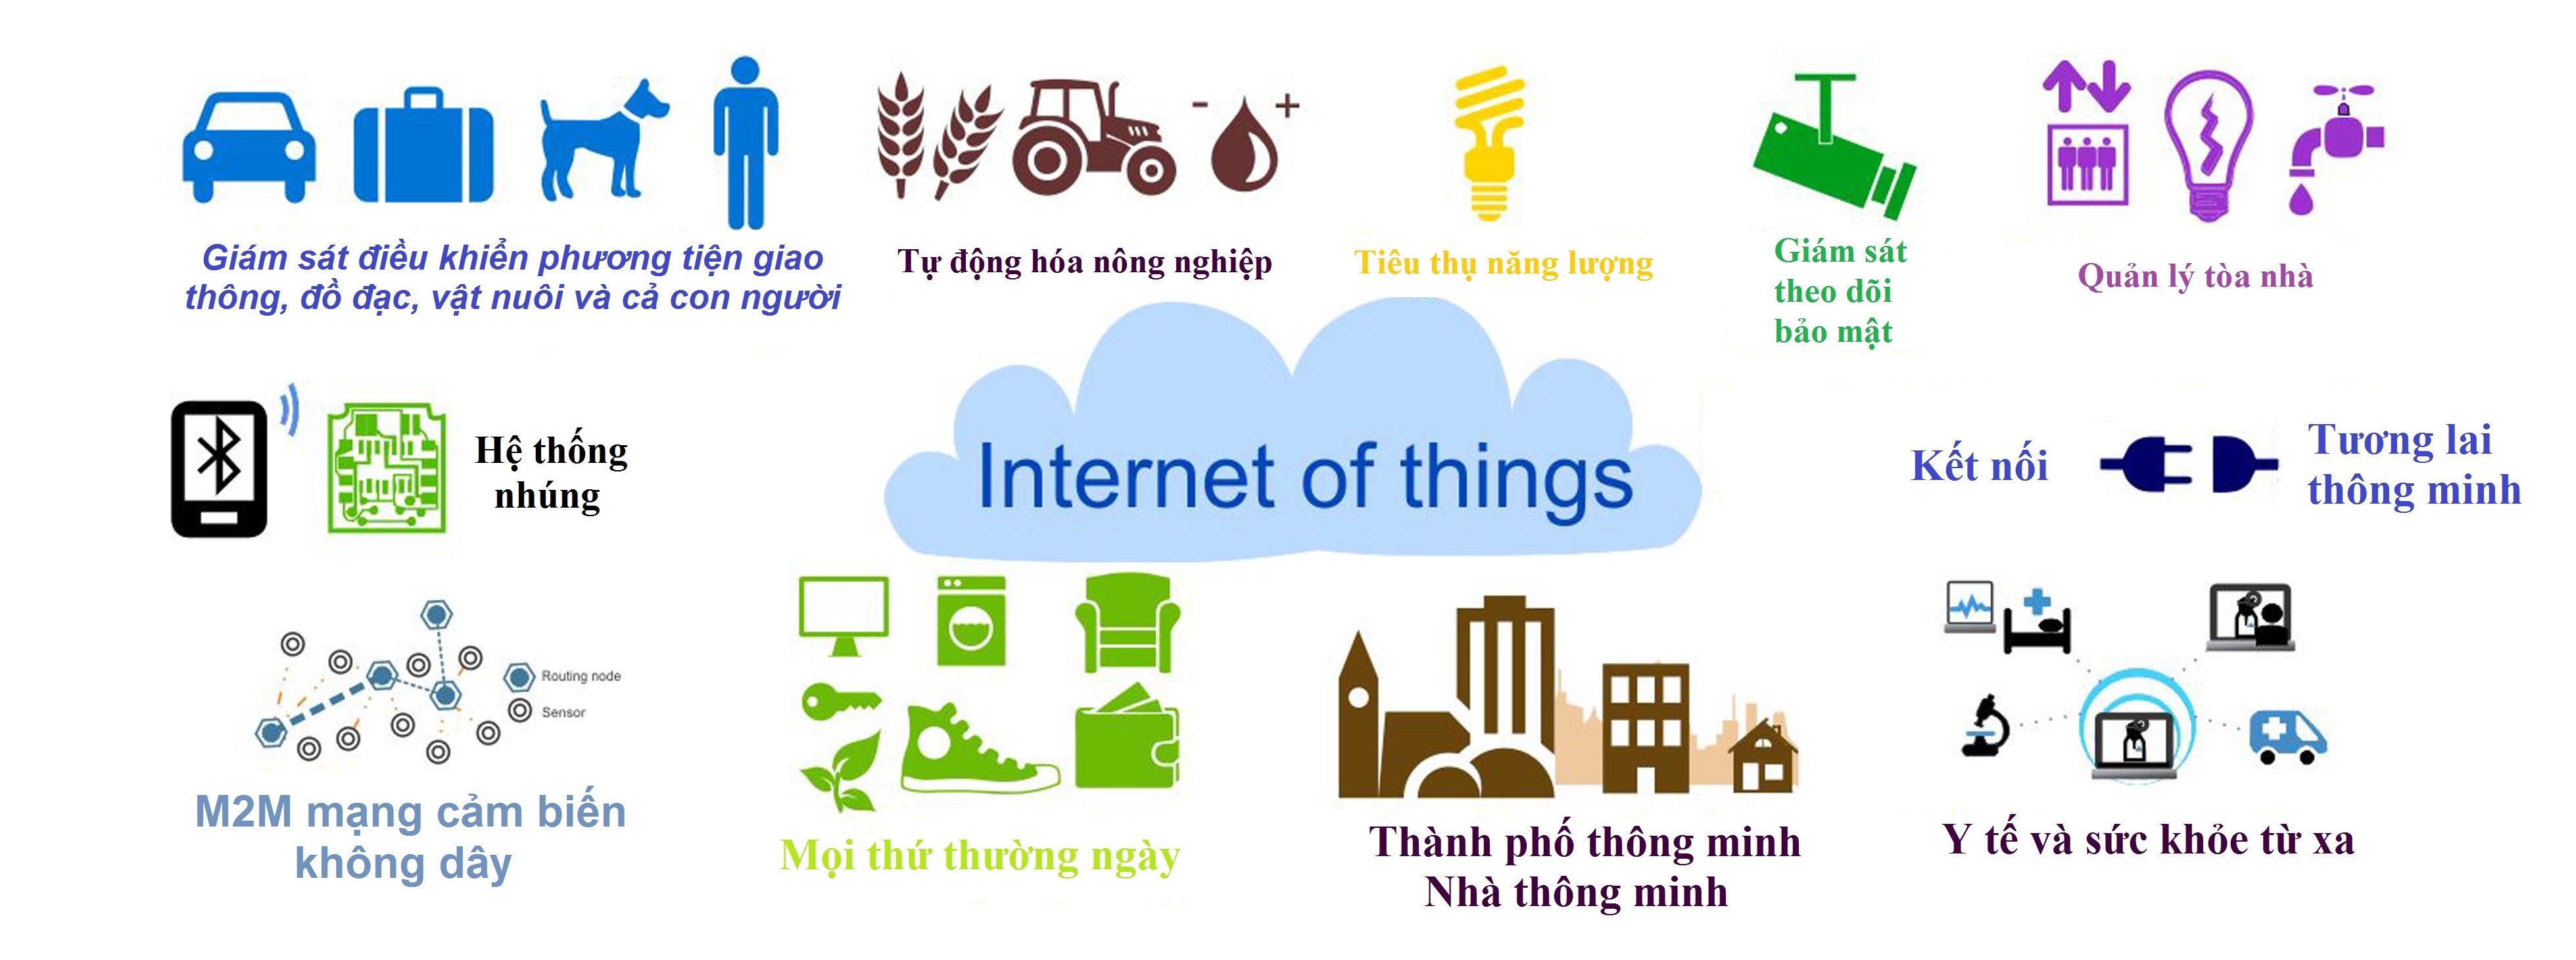 Giám sát điều khiển phương tiện giao
thông, đồ đạc, vật nuôi và cả con người
Tự động hóa nông nghiệp
Tiêu thụ năng lượng
Giám sát
theo dõi
bảo mật
Quản lý tòa nhà
Hệ thống
nhúng
Internet of things
Kết nối
Tương lai
thông minh
Routing node
Sensor
M2M mạng cảm biến
không dây
Mọi thứ thường ngày
Thành phố thông minh
Nhà thông minh
Y tế và sức khỏe từ xa